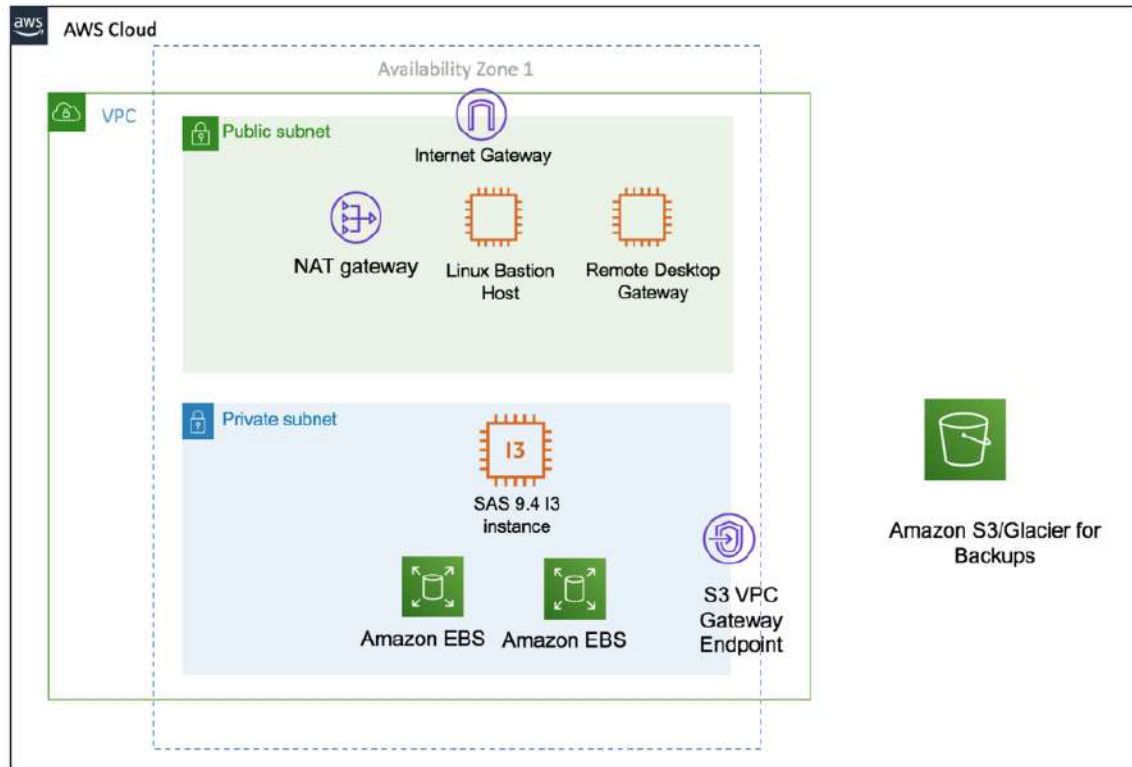 aws
AWS Cloud
Availability Zone 1
VPC
Public subnet
Internet Gateway
NAT gateway
Linux Bastion
Host
Remote Desktop
Gateway
Private subnet
I3
SAS 9.4 I3
instance
Amazon EBS
Amazon EBS
S3 VPC
Gateway
Endpoint
Amazon S3/Glacier for
Backups